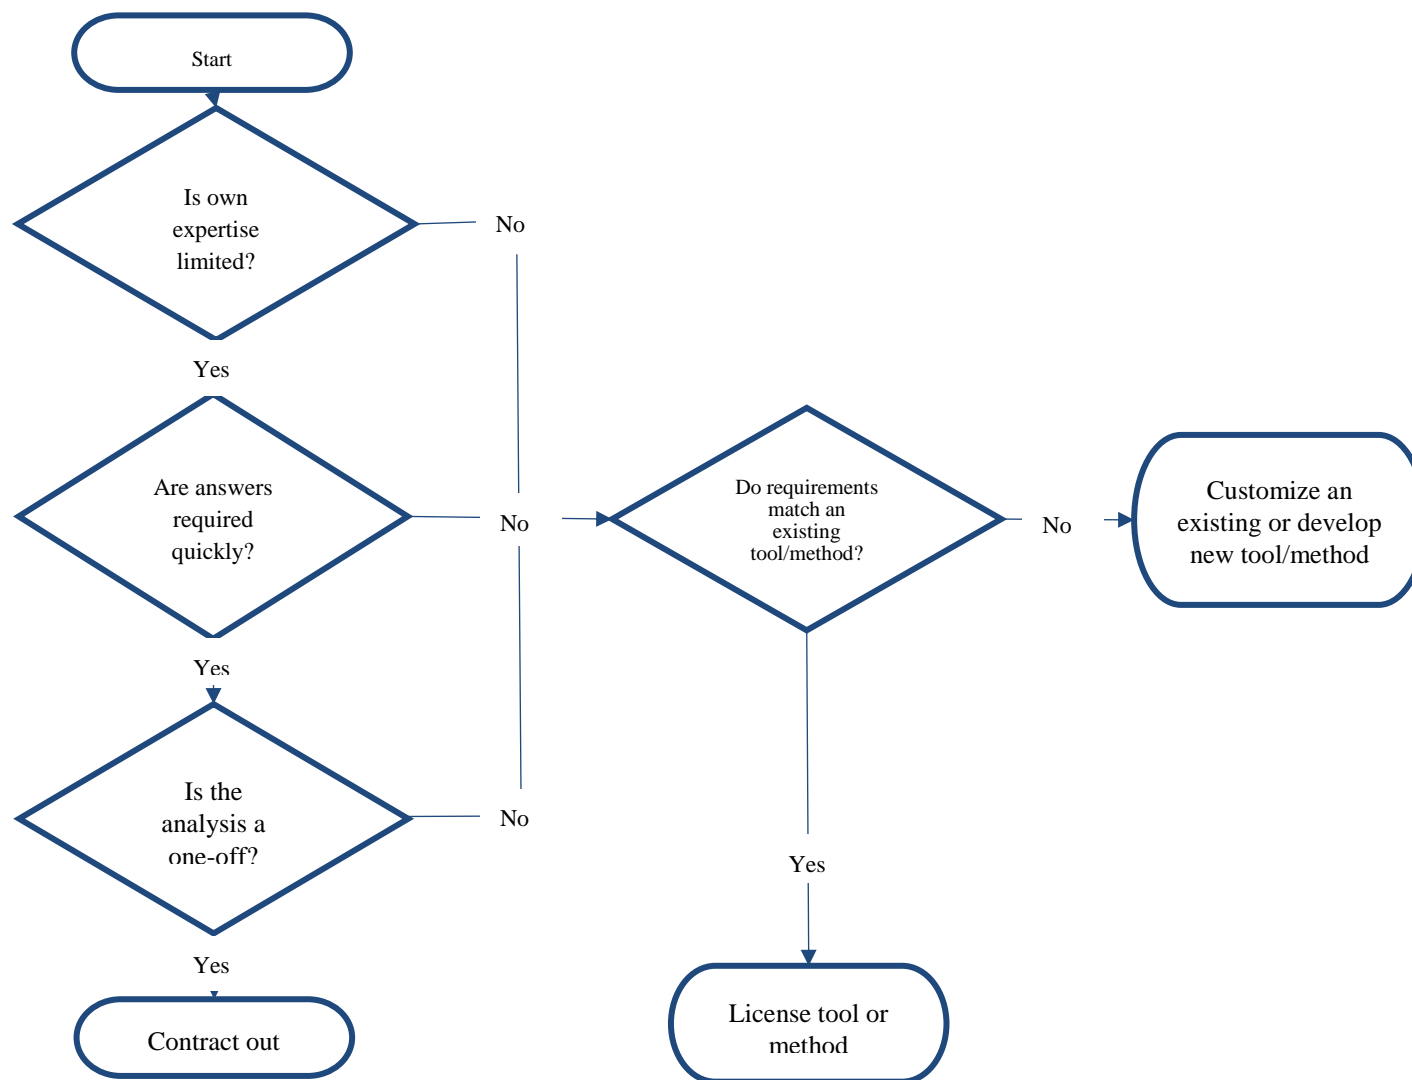 Start
Is own
expertise
limited?
No
Yes
Are answers
required
quickly?
No
Do requirements
match an
existing
tool/method?
No
Customize an
existing or develop
new tool/method
Yes
Is the
analysis a
one-off?
No
Yes
Yes
Contract out
License tool or
method